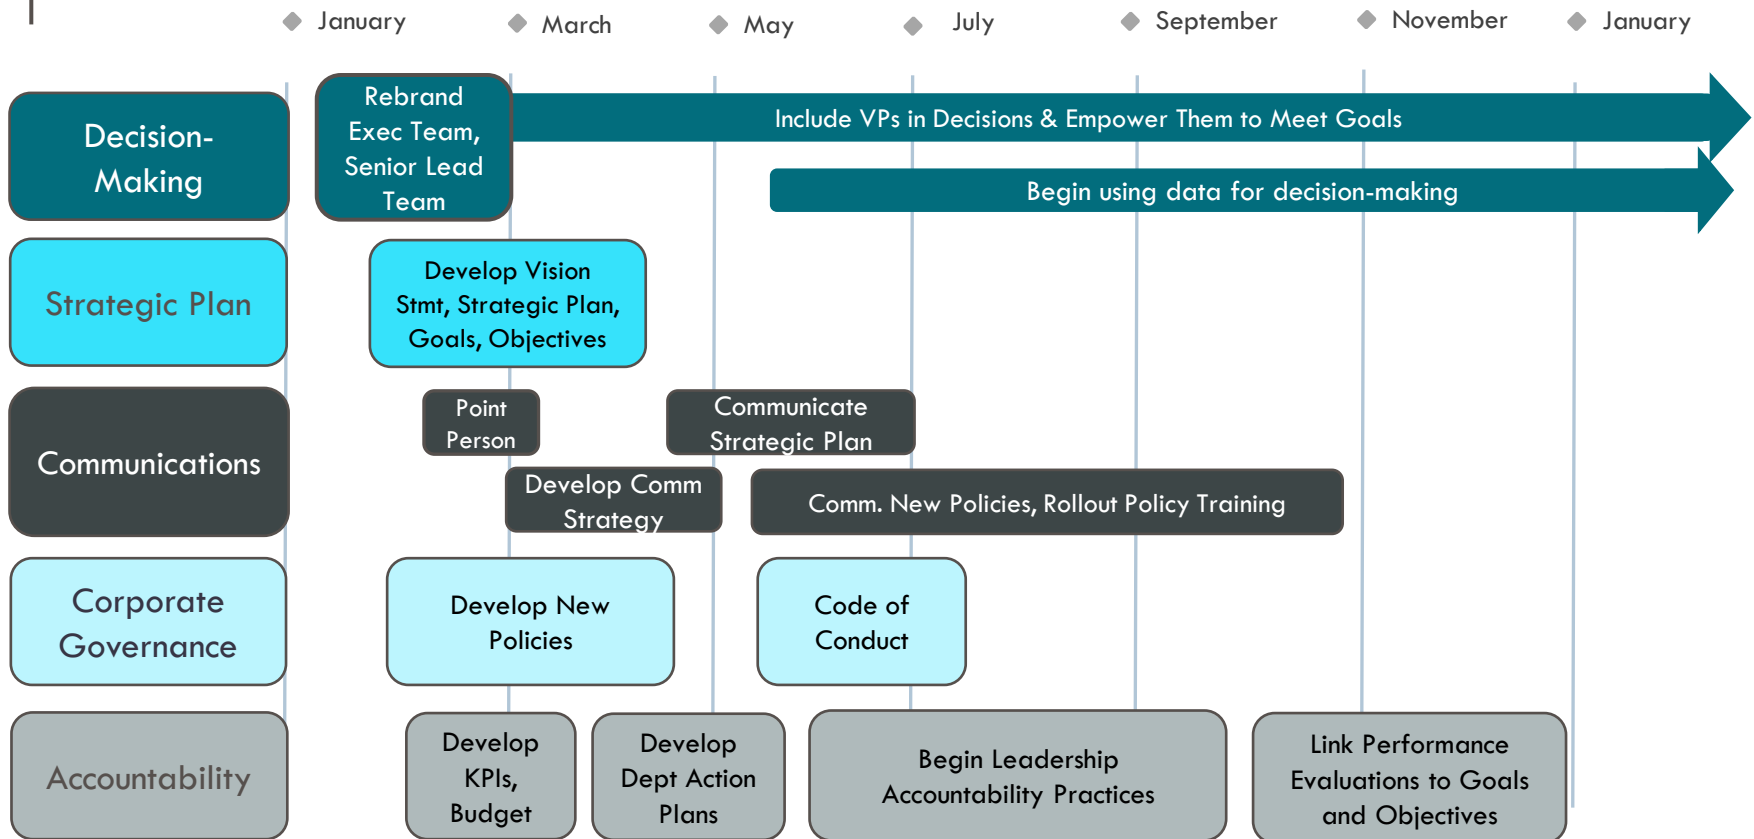 January
March
May
July
September
November
January
Decision-
Making
Rebrand
Exec Team,
Senior Lead
Team
Include VPs in Decisions & Empower Them to Meet Goals
Begin using data for decision-making
Strategic Plan
Develop Vision
Stmt, Strategic Plan,
Goals, Objectives
Communications
Point
Person
Communicate
Strategic Plan
Develop Comm
Strategy
Comm. New Policies, Rollout Policy Training
Corporate
Governance
Develop New
Policies
Code of
Conduct
Accountability
Develop
KPIs,
Budget
Develop
Dept Action
Plans
Begin Leadership
Accountability Practices
Link Performance
Evaluations to Goals
and Objectives